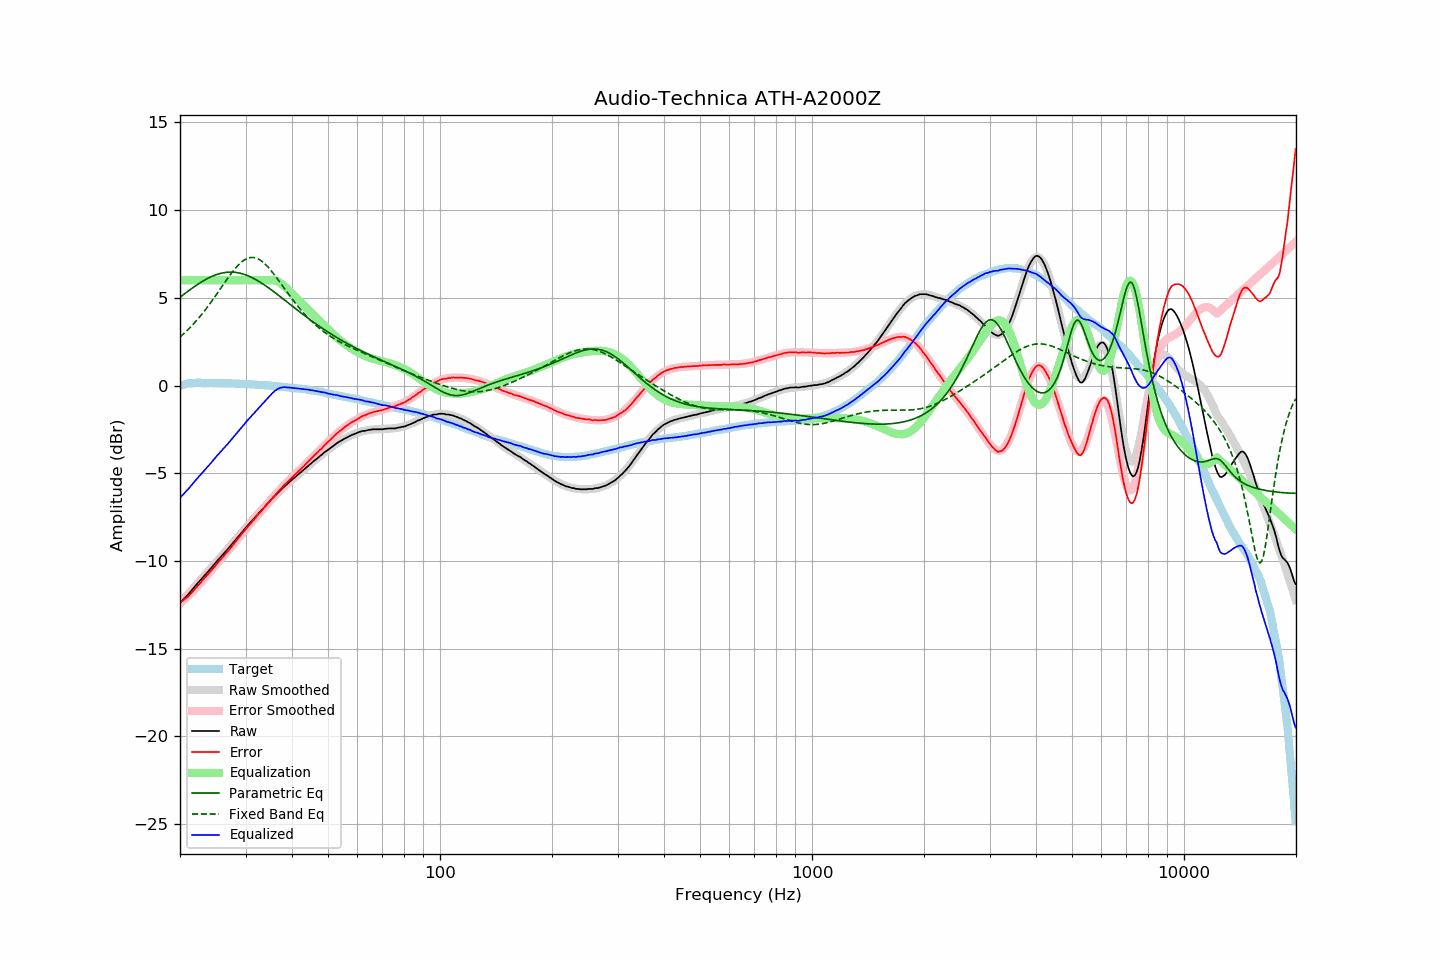 Audio-Technica ATH-A2000Z
15
10
5
0
−5
−10
−15
−20
−25
Amplitude (dBr)
Target
Raw Smoothed
Error Smoothed
Raw
Error
Equalization
Parametric Eq
Fixed Band Eq
Equalized
100
1000
10000
Frequency (Hz)